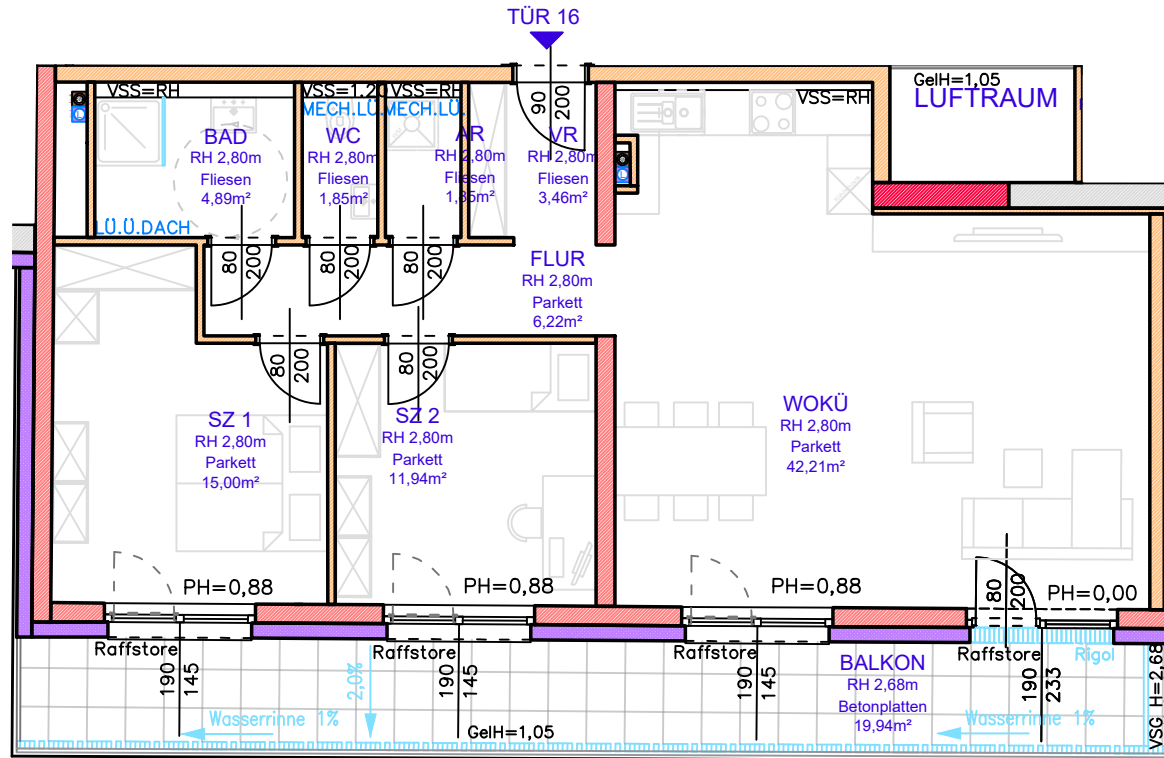 TÜR 16
VSS=RH
VSS=1.2
VSS=RH
MECH.LÜ.
MECH.LÜ.
90
200
VSS=RH
GelH=1,05
LUFTRAUM
L
BAD
RH 2,80m
Fliesen
4,89m²
WC
RH 2,80m
Fliesen
1,85m²
AR
RH 2,80m
Fliesen
1,85m²
VR
RH 2,80m
Fliesen
3,46m²
L
LÜ.Ü.DACH
80
200
80
200
80
200
FLUR
RH 2,80m
Parkett
6,22m²
80
200
80
200
SZ 1
RH 2,80m
Parkett
15,00m²
SZ 2
RH 2,80m
Parkett
11,94m²
WOKÜ
RH 2,80m
Parkett
42,21m²
PH=0,88
PH=0,88
PH=0,88
80
200
PH=0,00
Raffstore
Raffstore
Raffstore
Raffstore
Rigol
190
145
2,0%
190
145
190
145
BALKON
RH 2,68m
Betonplatten
19,94m²
190
233
VSG H=2,68
Wasserrinne 1%
GelH=1,05
Wasserrinne 1%